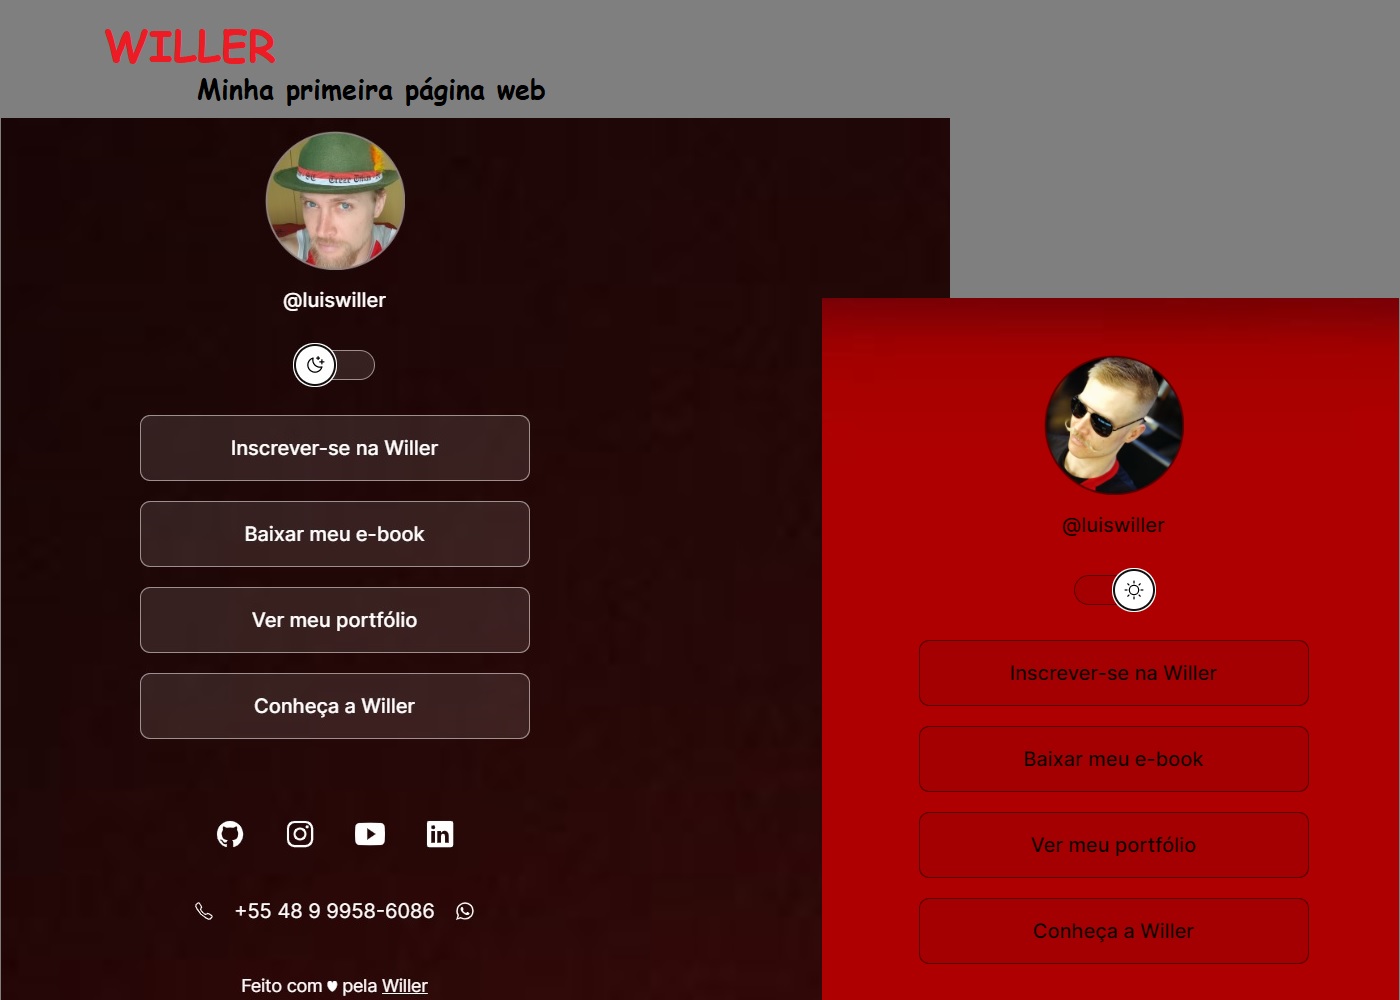 WILLER
Minha primeira página web
@luiswiller
Inscrever-se na Willer
Baixar meu e-book
Ver meu portfólio
Conheça a Willer
+55 48 9 9958-6086
Feito com ♥ pela Willer
@luiswiller
Inscrever-se na Willer
Baixar meu e-book
Ver meu portfólio
Conheça a Willer